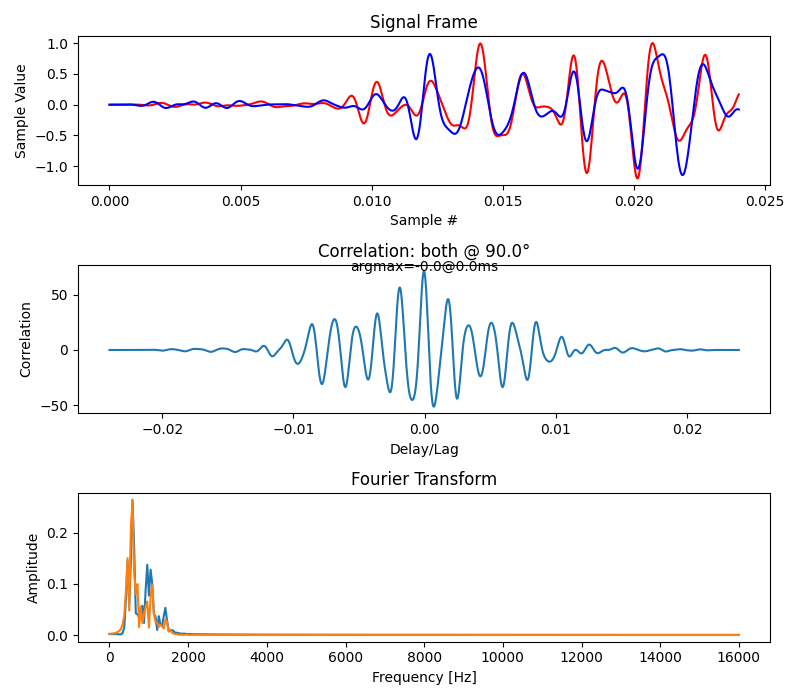 Signal Frame
1.0
0.5
0.0
−0.5
−1.0
Sample Value
0.000 0.005 0.010 0.015 0.020 0.025
Sample #
Correlation: both @ 90.0°
argmax=-0.0@0.0ms
50
0
−50
Correlation
−0.02 −0.01 0.00 0.01 0.02
Delay/Lag
Fourier Transform
0.2
0.1
0.0
Amplitude
0 2000 4000 6000 8000 10000 12000 14000 16000
Frequency [Hz]